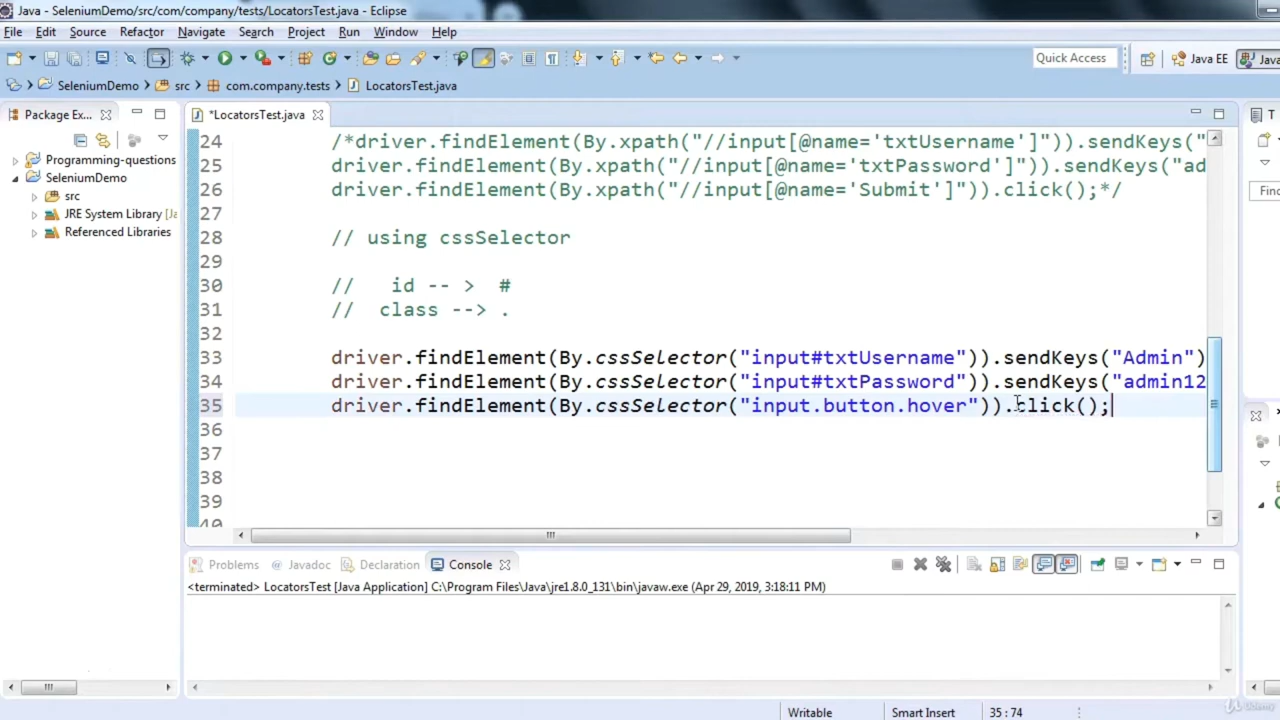 Java - SeleniumDemo/src/com/company/tests/LocatorsTest.java - Eclipse
File Edit Source Refactor Navigate Search Project Run Window Help
Quick Access Java EE Java
SeleniumDemo src com.company.tests LocatorsTest.java
Package Ex... *LocatorsTest.java T
Programming-questions
SeleniumDemo
src
JRE System Library [Ja
Referenced Libraries
Find
24 /*driver.findElement(By.xpath("//input[@name='txtUsername']")).sendKeys("
25 driver.findElement(By.xpath("//input[@name='txtPassword']")).sendKeys("ad
26 driver.findElement(By.xpath("//input[@name='Submit']")).click();*/
27
28 // using cssSelector
29
30 // id -- > #
31 // class --> .
32
33 driver.findElement(By.cssSelector("input#txtUsername")).sendKeys("Admin")
34 driver.findElement(By.cssSelector("input#txtPassword")).sendKeys("admin12
35 driver.findElement(By.cssSelector("input.button.hover")).click();
36
37
38
39
40
Problems @ Javadoc Declaration Console
<terminated> LocatorsTest [Java Application] C:\Program Files\Java\jre1.8.0_131\bin\javaw.exe (Apr 29, 2019, 3:18:11 PM)
Writable Smart Insert 35 : 74
Udemy